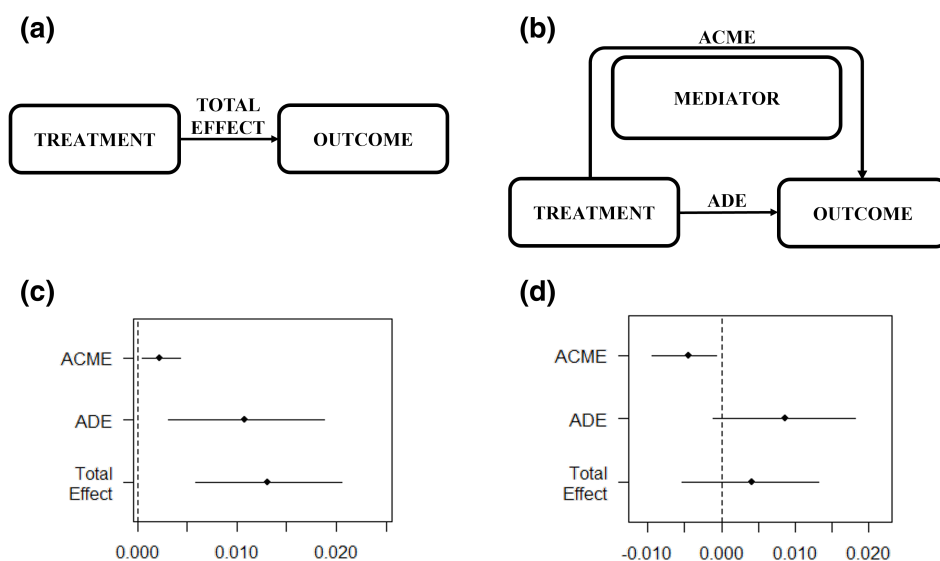 (a)
TREATMENT
TOTAL
EFFECT
OUTCOME
(b)
ACME
MEDIATOR
TREATMENT
ADE
OUTCOME
(c)
ACME
ADE
Total
Effect
0.000 0.010 0.020
(d)
ACME
ADE
Total
Effect
-0.010 0.000 0.010 0.020